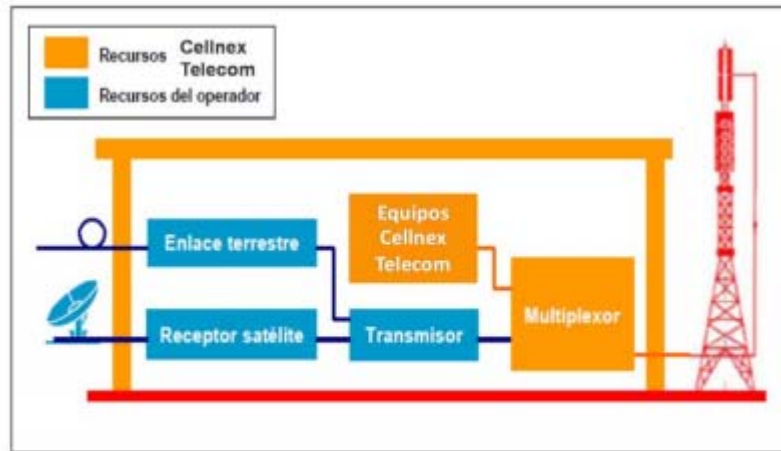 Recursos Cellnex
Telecom
Recursos del operador
Enlace terrestre
Equipos
Cellnex
Telecom
Receptor satélite
Transmisor
Multiplexor